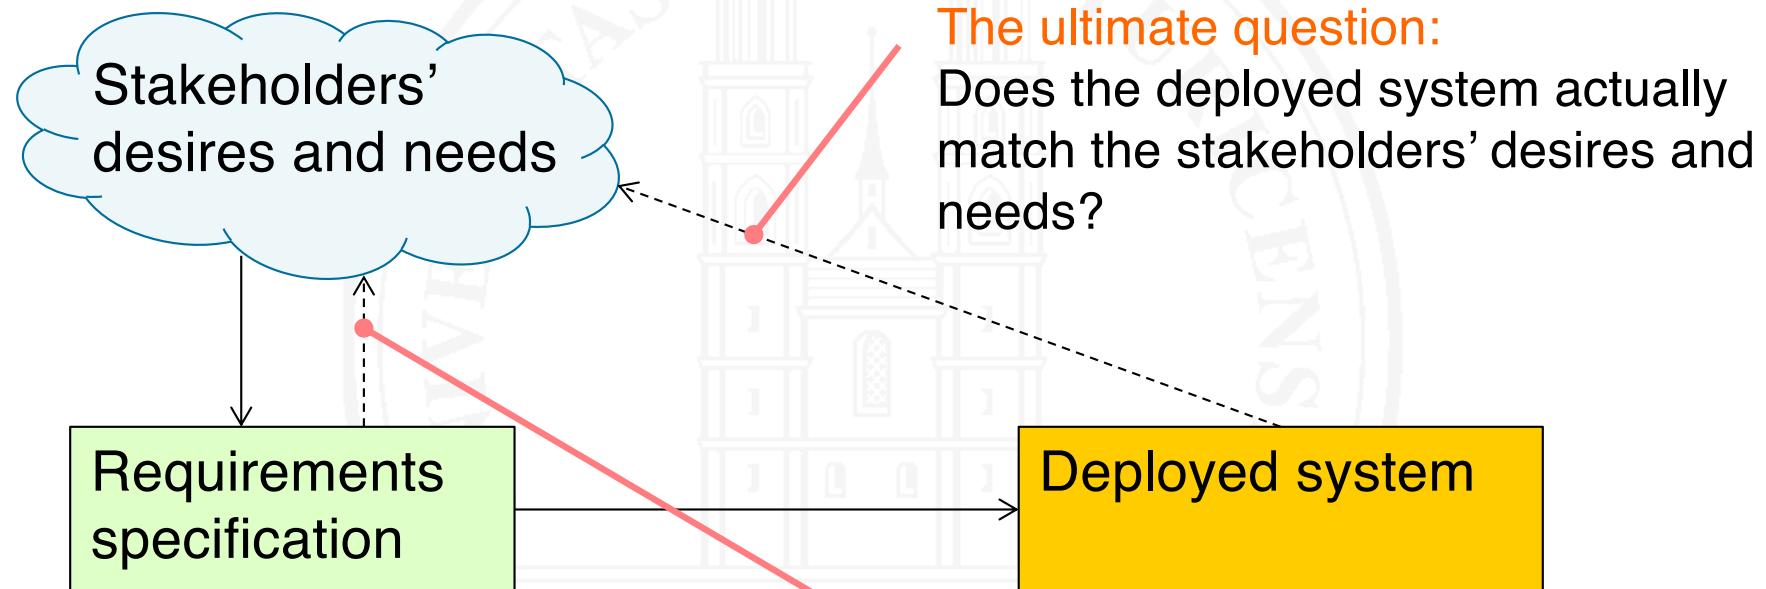 Stakeholders’
desires and needs
The ultimate question:
Does the deployed system actually
match the stakeholders’ desires and
needs?
Requirements
specification
Deployed system